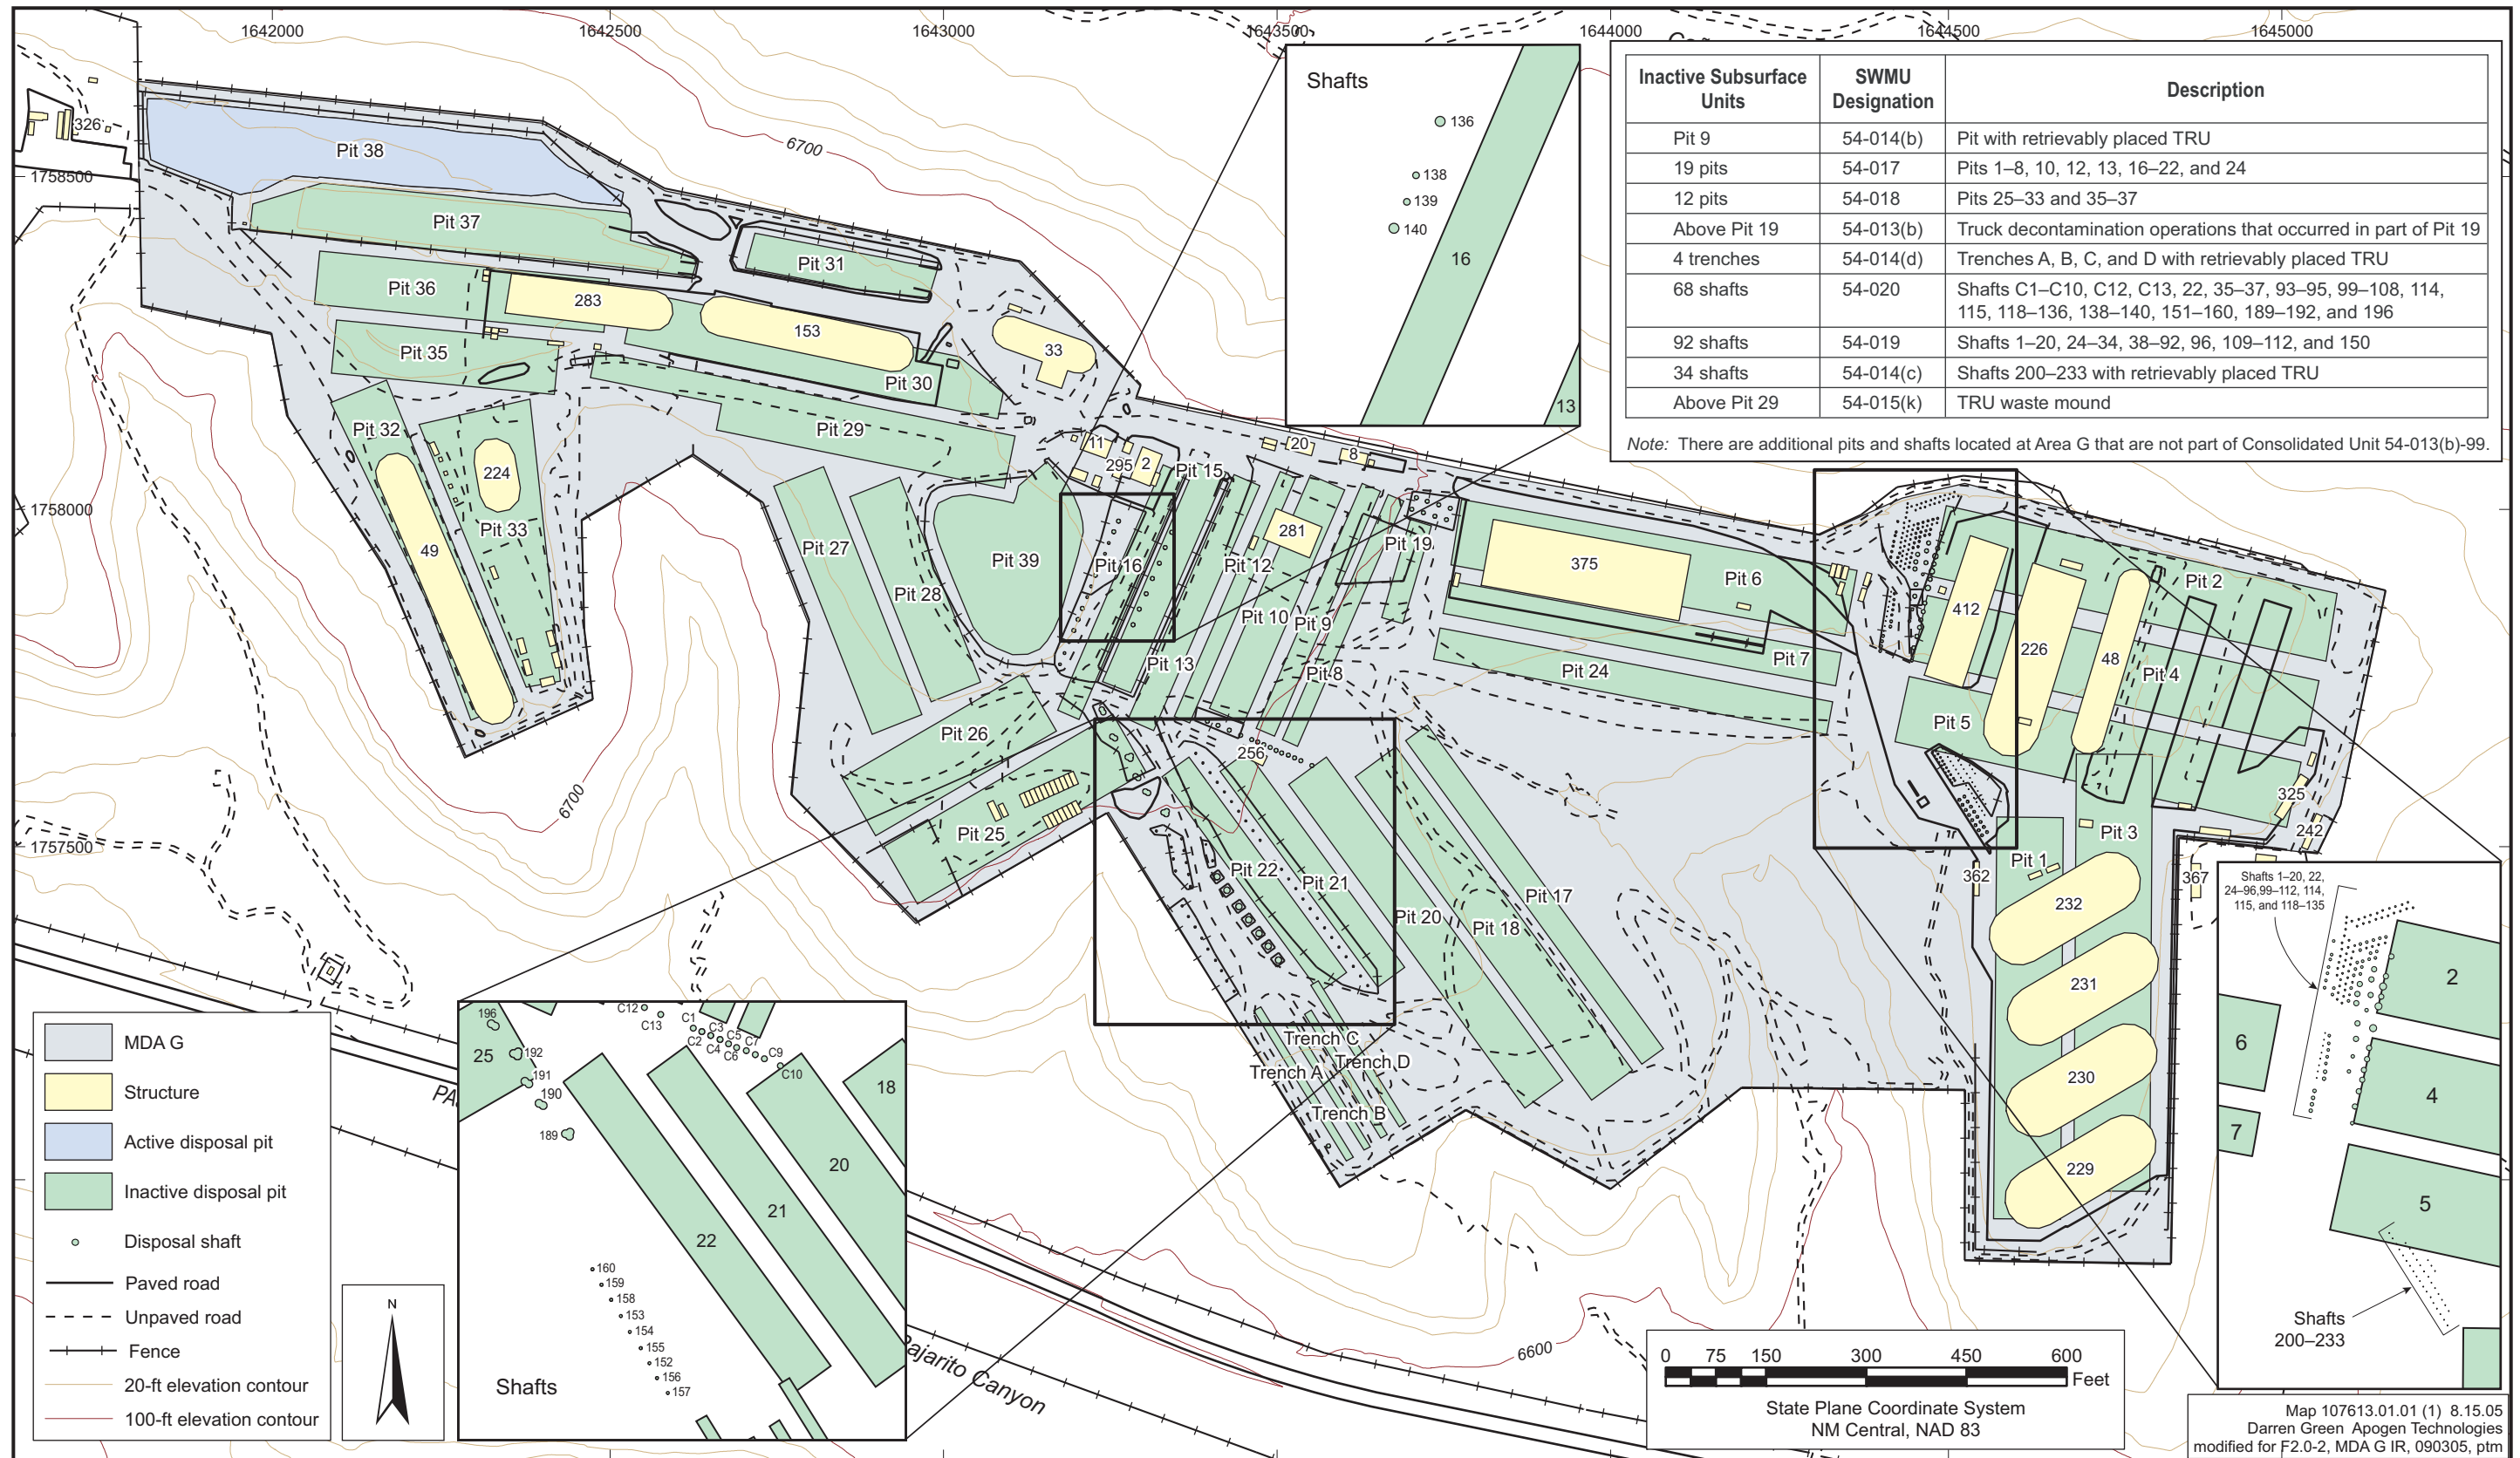 1642000 1642500 1643000 1643500 1644000 1644500 1645000
1758500
1758000
1757500
326
Pit 38
Pit 37
Pit 36
283
Pit 31
153
33
Pit 35
Pit 30
Pit 29
Pit 32
224
Pit 33
49
6700
6700
6600
11
295
2
20
8
Pit 15
Pit 27
Pit 28
Pit 39
Pit 16
Pit 12
281
Pit 19
Pit 10
Pit 9
Pit 13
Pit 8
Pit 26
Pit 25
256
Pit 22
Pit 21
Pit 20
Pit 18
Pit 17
Trench C
Trench D
Trench A
Trench B
375
Pit 6
Pit 7
Pit 24
412
226
48
Pit 2
Pit 4
Pit 5
Pit 3
Pit 1
325
242
362
367
232
231
230
229
Shafts
136
138
139
140
16
13
Inactive Subsurface Units SWMU Designation Description
Pit 9 54-014(b) Pit with retrievably placed TRU
19 pits 54-017 Pits 1–8, 10, 12, 13, 16–22, and 24
12 pits 54-018 Pits 25–33 and 35–37
Above Pit 19 54-013(b) Truck decontamination operations that occurred in part of Pit 19
4 trenches 54-014(d) Trenches A, B, C, and D with retrievably placed TRU
68 shafts 54-020 Shafts C1–C10, C12, C13, 22, 35–37, 93–95, 99–108, 114,
115, 118–136, 138–140, 151–160, 189–192, and 196
92 shafts 54-019 Shafts 1–20, 24–34, 38–92, 96, 109–112, and 150
34 shafts 54-014(c) Shafts 200–233 with retrievably placed TRU
Above Pit 29 54-015(k) TRU waste mound
Note: There are additional pits and shafts located at Area G that are not part of Consolidated Unit 54-013(b)-99.
MDA G
Structure
Active disposal pit
Inactive disposal pit
Disposal shaft
Paved road
Unpaved road
Fence
20-ft elevation contour
100-ft elevation contour
N
196
25
192
191
190
189
C12
C13
C1
C2
C3
C4
C5
C6
C7
C9
C10
18
20
21
22
160
159
158
153
154
155
152
156
157
Shafts
Pajarito Canyon
Shafts 1–20, 22,
24–96,99–112, 114,
115, and 118–135
2
6
4
7
5
Shafts
200–233
0 75 150 300 450 600
Feet
State Plane Coordinate System
NM Central, NAD 83
Map 107613.01.01 (1) 8.15.05
Darren Green Apogen Technologies
modified for F2.0-2, MDA G IR, 090305, ptm